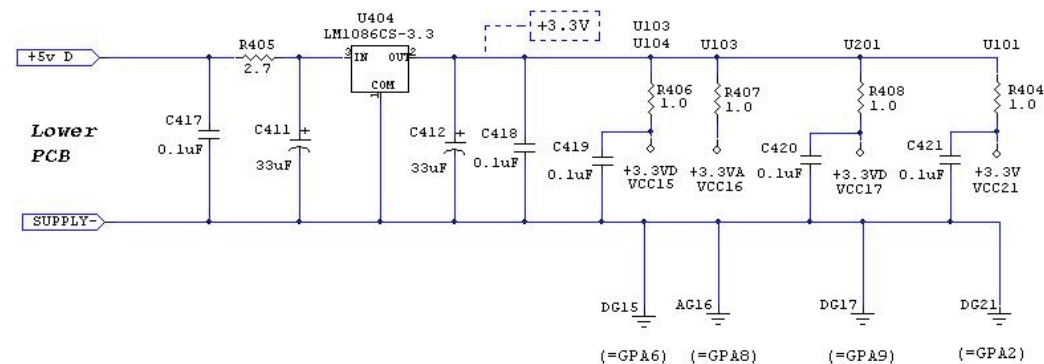 U404
LM1086CS-3.3
+3.3V
U103
U104
U103
U201
U101
+5v D
R405
2.7
3
IN
OUT
2
COM
1
R406
1.0
R407
1.0
R408
1.0
R404
1.0
Lower
PCB
C417
0.1uF
C411
+
33uF
C412
+
33uF
C418
0.1uF
C419
0.1uF
+3.3VD
VCC15
+3.3VA
VCC16
C420
0.1uF
+3.3VD
VCC17
C421
0.1uF
+3.3V
VCC21
SUPPLY-
DG15
AG16
DG17
DG21
(=GPA6)
(=GPA8)
(=GPA9)
(=GPA2)